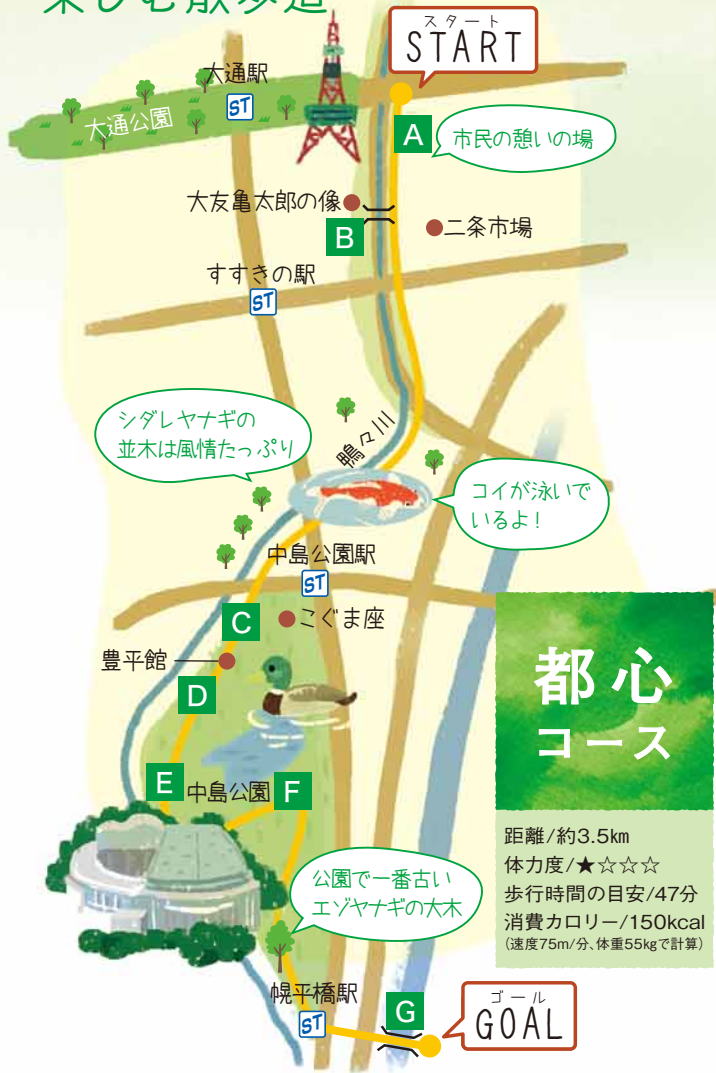 楽しむ散歩道
スタート
START
大通駅
ST
大通公園
A
市民の憩いの場
大友亀太郎の像
B
二条市場
すすきの駅
ST
シダレヤナギの
並木は風情たっぷり
鴨々川
コイが泳いで
いるよ！
中島公園駅
ST
C
こぐま座
豊平館
D
都心
コース
E
中島公園
F
距離/約3.5km
体力度/★☆☆☆
歩行時間の目安/47分
消費カロリー/150kcal
(速度75m/分、体重55kgで計算)
公園で一番古い
エゾヤナギの大木
幌平橋駅
ST
G
ゴール
GOAL